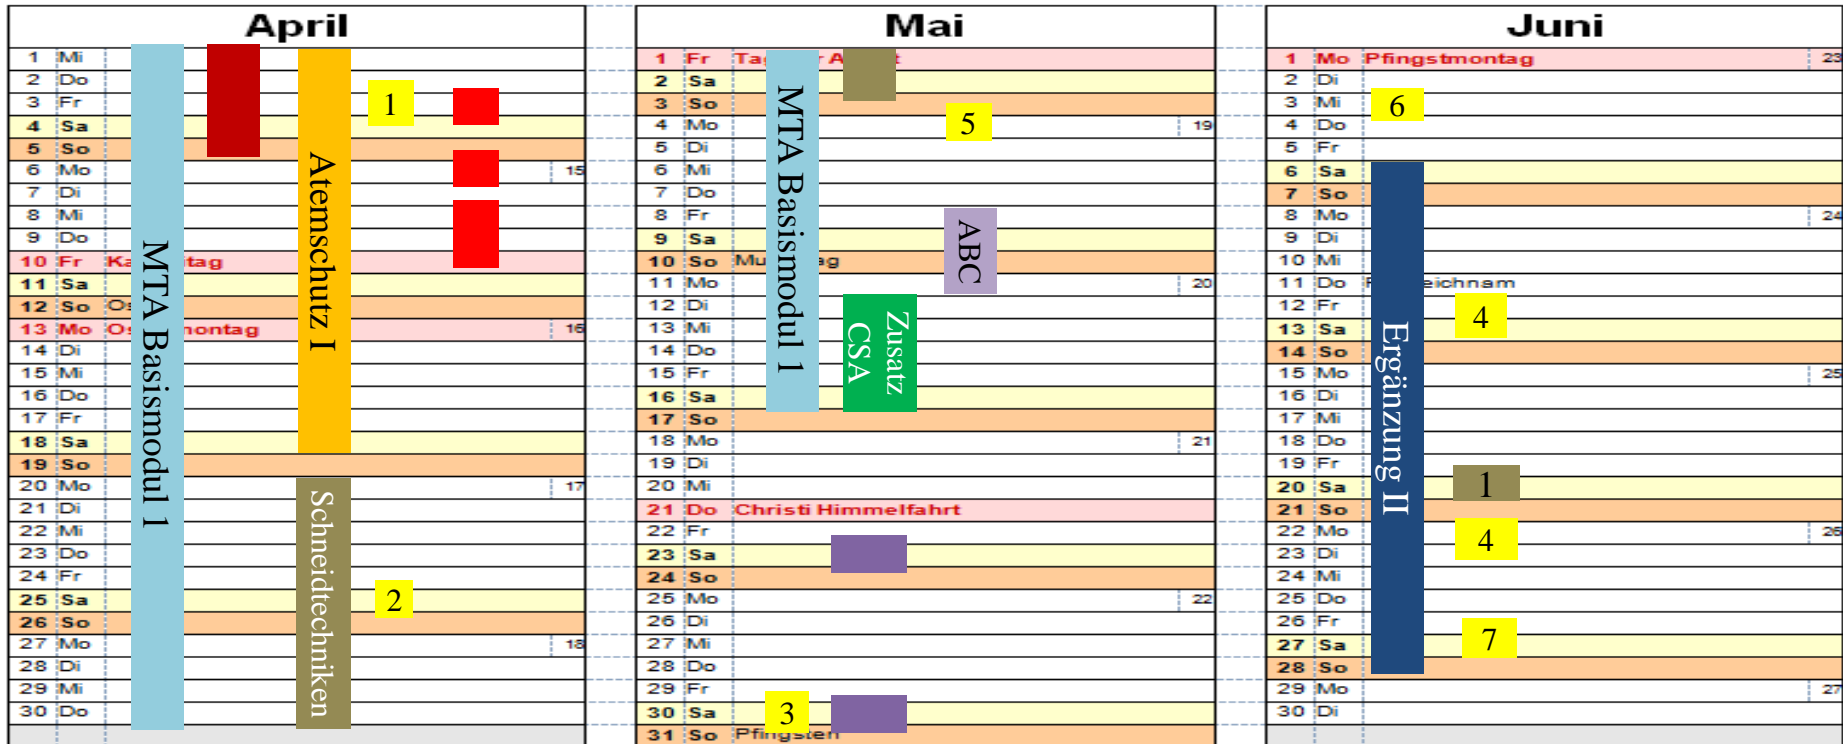 April
1 Mi
2 Do
3 Fr
4 Sa
5 So
6 Mo 15
7 Di
8 Mi
9 Do
10 Fr
11 Sa
12 So
13 Mo 16
14 Di
15 Mi
16 Do
17 Fr
18 Sa
19 So
20 Mo 17
21 Di
22 Mi
23 Do
24 Fr
25 Sa
26 So
27 Mo 18
28 Di
29 Mi
30 Do
MTA Basismodul 1
Atemschutz I
Schneidtechniken
1
2
Mai
1 Fr
2 Sa
3 So
4 Mo 19
5 Di
6 Mi
7 Do
8 Fr
9 Sa
10 So
11 Mo 20
12 Di
13 Mi
14 Do
15 Fr
16 Sa
17 So
18 Mo 21
19 Di
20 Mi
21 Do Christi Himmelfahrt
22 Fr
23 Sa
24 So
25 Mo 22
26 Di
27 Mi
28 Do
29 Fr
30 Sa
31 So Pfingsten
MTA Basismodul 1
5
ABC
Zusatz
CSA
3
Juni
1 Mo Pfingstmontag 23
2 Di
3 Mi
4 Do
5 Fr
6 Sa
7 So
8 Mo 24
9 Di
10 Mi
11 Do
12 Fr
13 Sa
14 So
15 Mo 25
16 Di
17 Mi
18 Do
19 Fr
20 Sa
21 So
22 Mo 26
23 Di
24 Mi
25 Do
26 Fr
27 Sa
28 So
29 Mo 27
30 Di
6
Ergänzung II
4
1
4
7